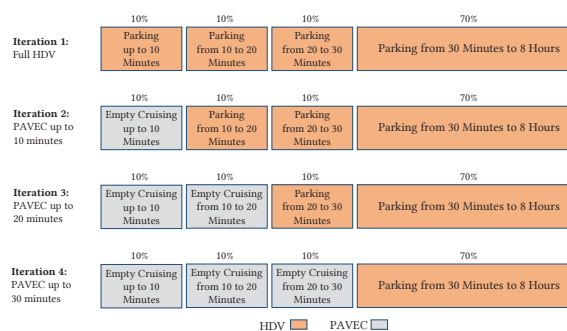 10% 10% 10% 70%
Iteration 1:
Full HDV
Parking
up to 10
Minutes
Parking
from 10 to 20
Minutes
Parking
from 20 to 30
Minutes
Parking from 30 Minutes to 8 Hours
10% 10% 10% 70%
Iteration 2:
PAVEC up to
10 minutes
Empty Cruising
up to 10
Minutes
Parking
from 10 to 20
Minutes
Parking
from 20 to 30
Minutes
Parking from 30 Minutes to 8 Hours
10% 10% 10% 70%
Iteration 3:
PAVEC up to
20 minutes
Empty Cruising
up to 10
Minutes
Empty Cruising
from 10 to 20
Minutes
Parking
from 20 to 30
Minutes
Parking from 30 Minutes to 8 Hours
10% 10% 10% 70%
Iteration 4:
PAVEC up to
30 minutes
Empty Cruising
up to 10
Minutes
Empty Cruising
from 10 to 20
Minutes
Empty Cruising
from 20 to 30
Minutes
Parking from 30 Minutes to 8 Hours
HDV PAVEC